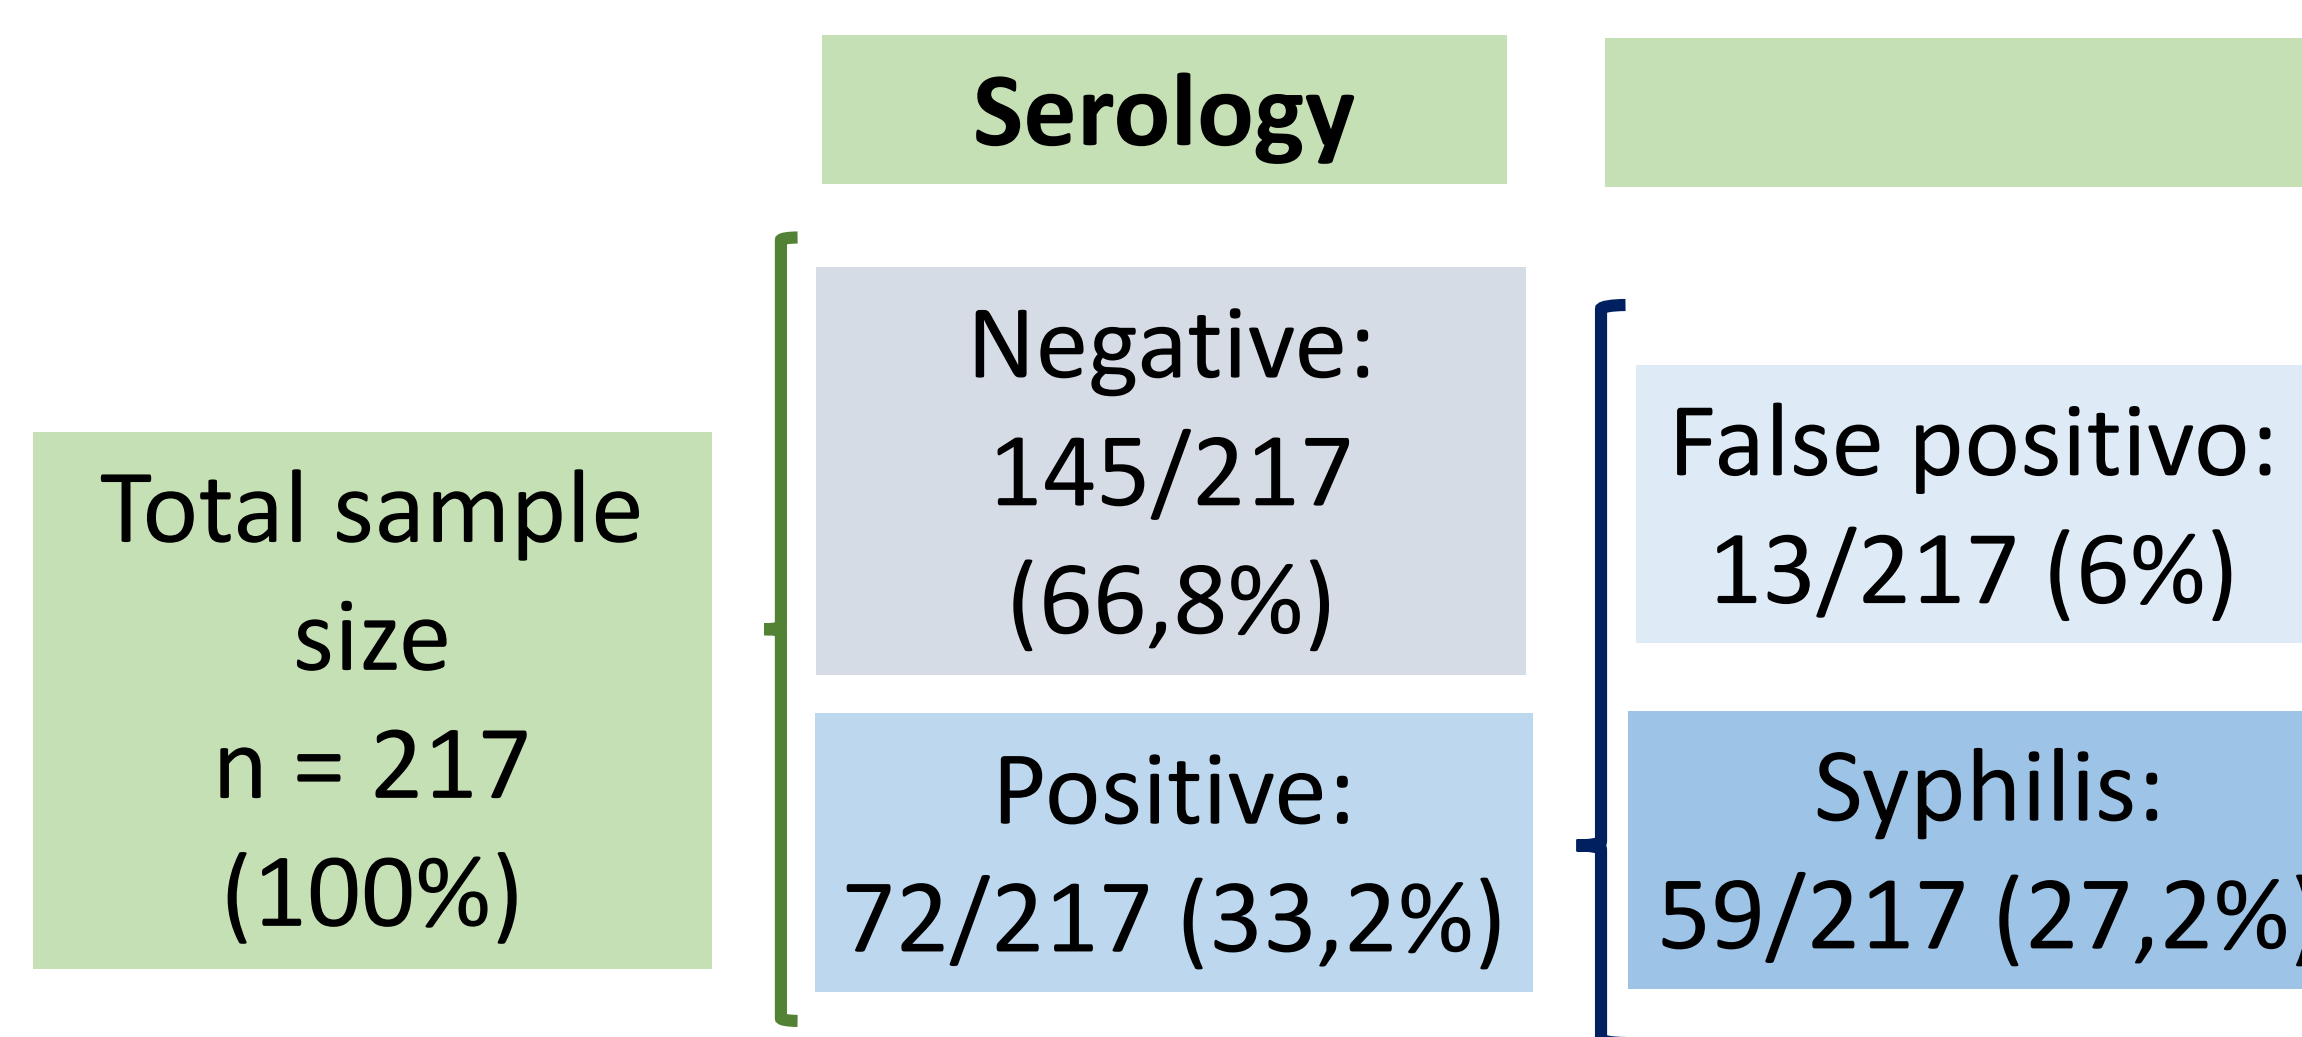 Serology
Total sample
size
n = 217
(100%)
Negative:
145/217
(66,8%)
Positive:
72/217 (33,2%)
False positivo:
13/217 (6%)
Syphilis:
59/217 (27,2%)